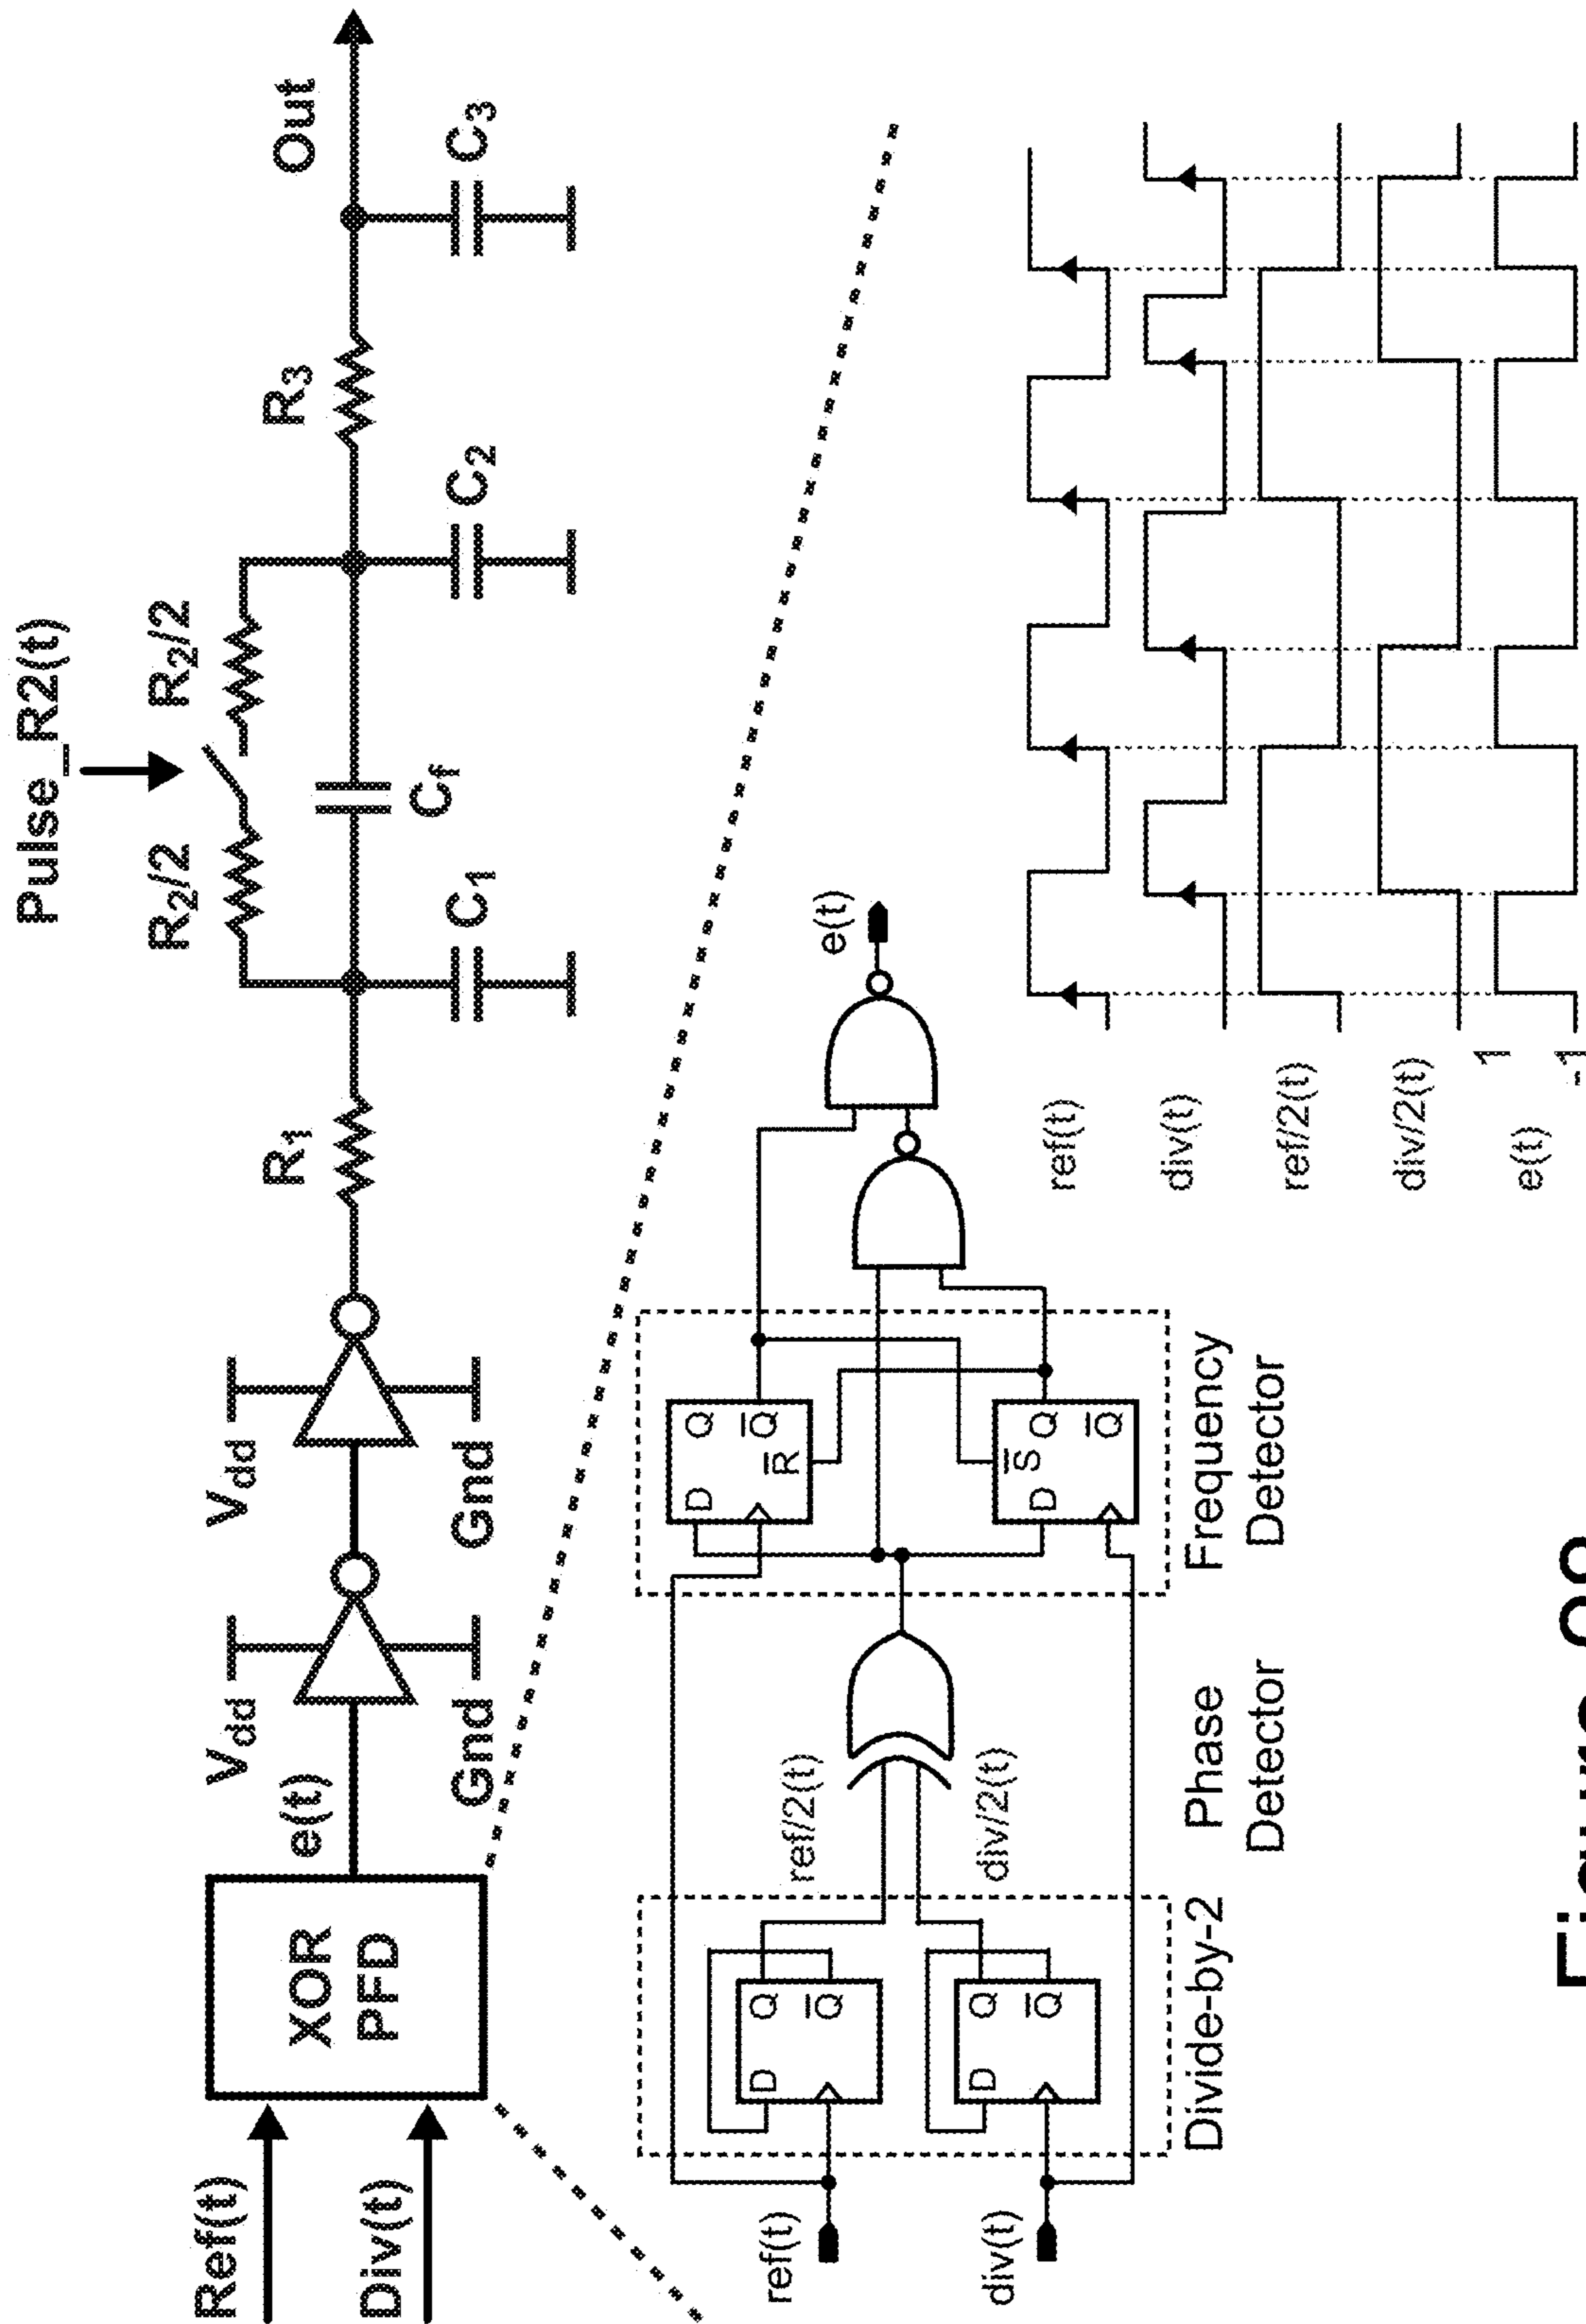 Pulse_R2(t)
R2/2
R2/2
Ref(t)
Div(t)
XOR
PFD
e(t)
Vdd
Gnd
Vdd
Gnd
R1
C1
Cf
C2
R3
C3
Out
ref(t)
div(t)
D
Q
Q
D
Q
Q
Divide-by-2
ref/2(t)
div/2(t)
Phase
Detector
D
Q
Q
R
S
D
Q
Q
Frequency
Detector
e(t)
ref(t)
div(t)
ref/2(t)
div/2(t)
e(t)
1
-1